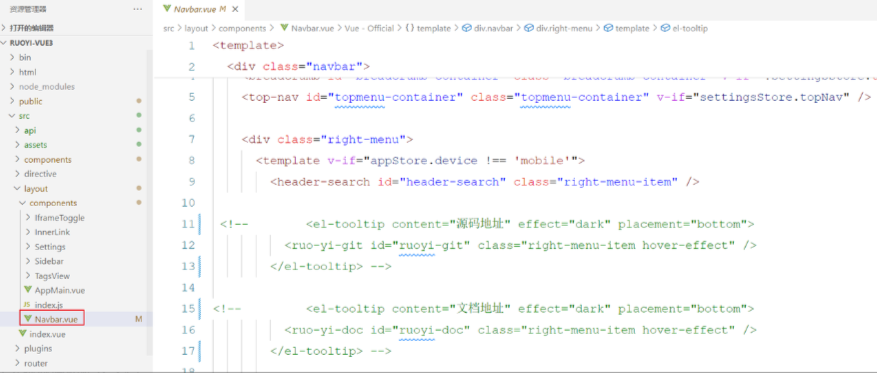 资源管理器
打开的编辑器
RUOYI-VUE3
bin
html
node_modules
public
src
api
assets
components
directive
layout
components
IframeToggle
InnerLink
Settings
Sidebar
TagsView
AppMain.vue
JS index.js
Navbar.vue M
index.vue
plugins
router
Navbar.vue M ×
src > layout > components > Navbar.vue > Vue - Official > {} template > div.navbar > div.right-menu > template > el-tooltip
1 <template>
2 <div class="navbar">
5 <top-nav id="topmenu-container" class="topmenu-container" v-if="settingsStore.topNav" />
6
7 <div class="right-menu">
8 <template v-if="appStore.device !== 'mobile'">
9 <header-search id="header-search" class="right-menu-item" />
10
11 <!-- <el-tooltip content="源码地址" effect="dark" placement="bottom">
12 <ruo-yi-git id="ruoyi-git" class="right-menu-item hover-effect" />
13 </el-tooltip> -->
14
15 <!-- <el-tooltip content="文档地址" effect="dark" placement="bottom">
16 <ruo-yi-doc id="ruoyi-doc" class="right-menu-item hover-effect" />
17 </el-tooltip> -->